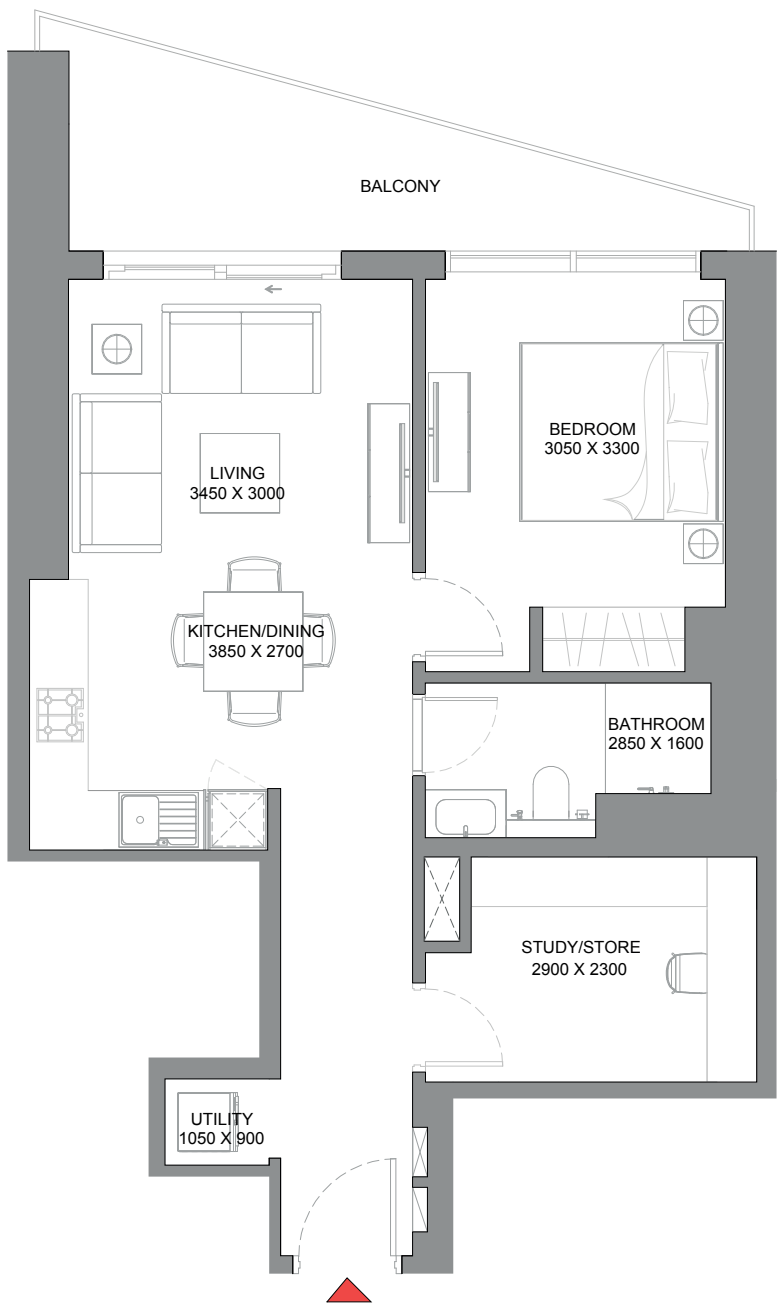 BALCONY
BEDROOM
3050 X 3300
LIVING
3450 X 3000
KITCHEN/DINING
3850 X 2700
BATHROOM
2850 X 1600
STUDY/STORE
2900 X 2300
UTILITY
1050 X 900